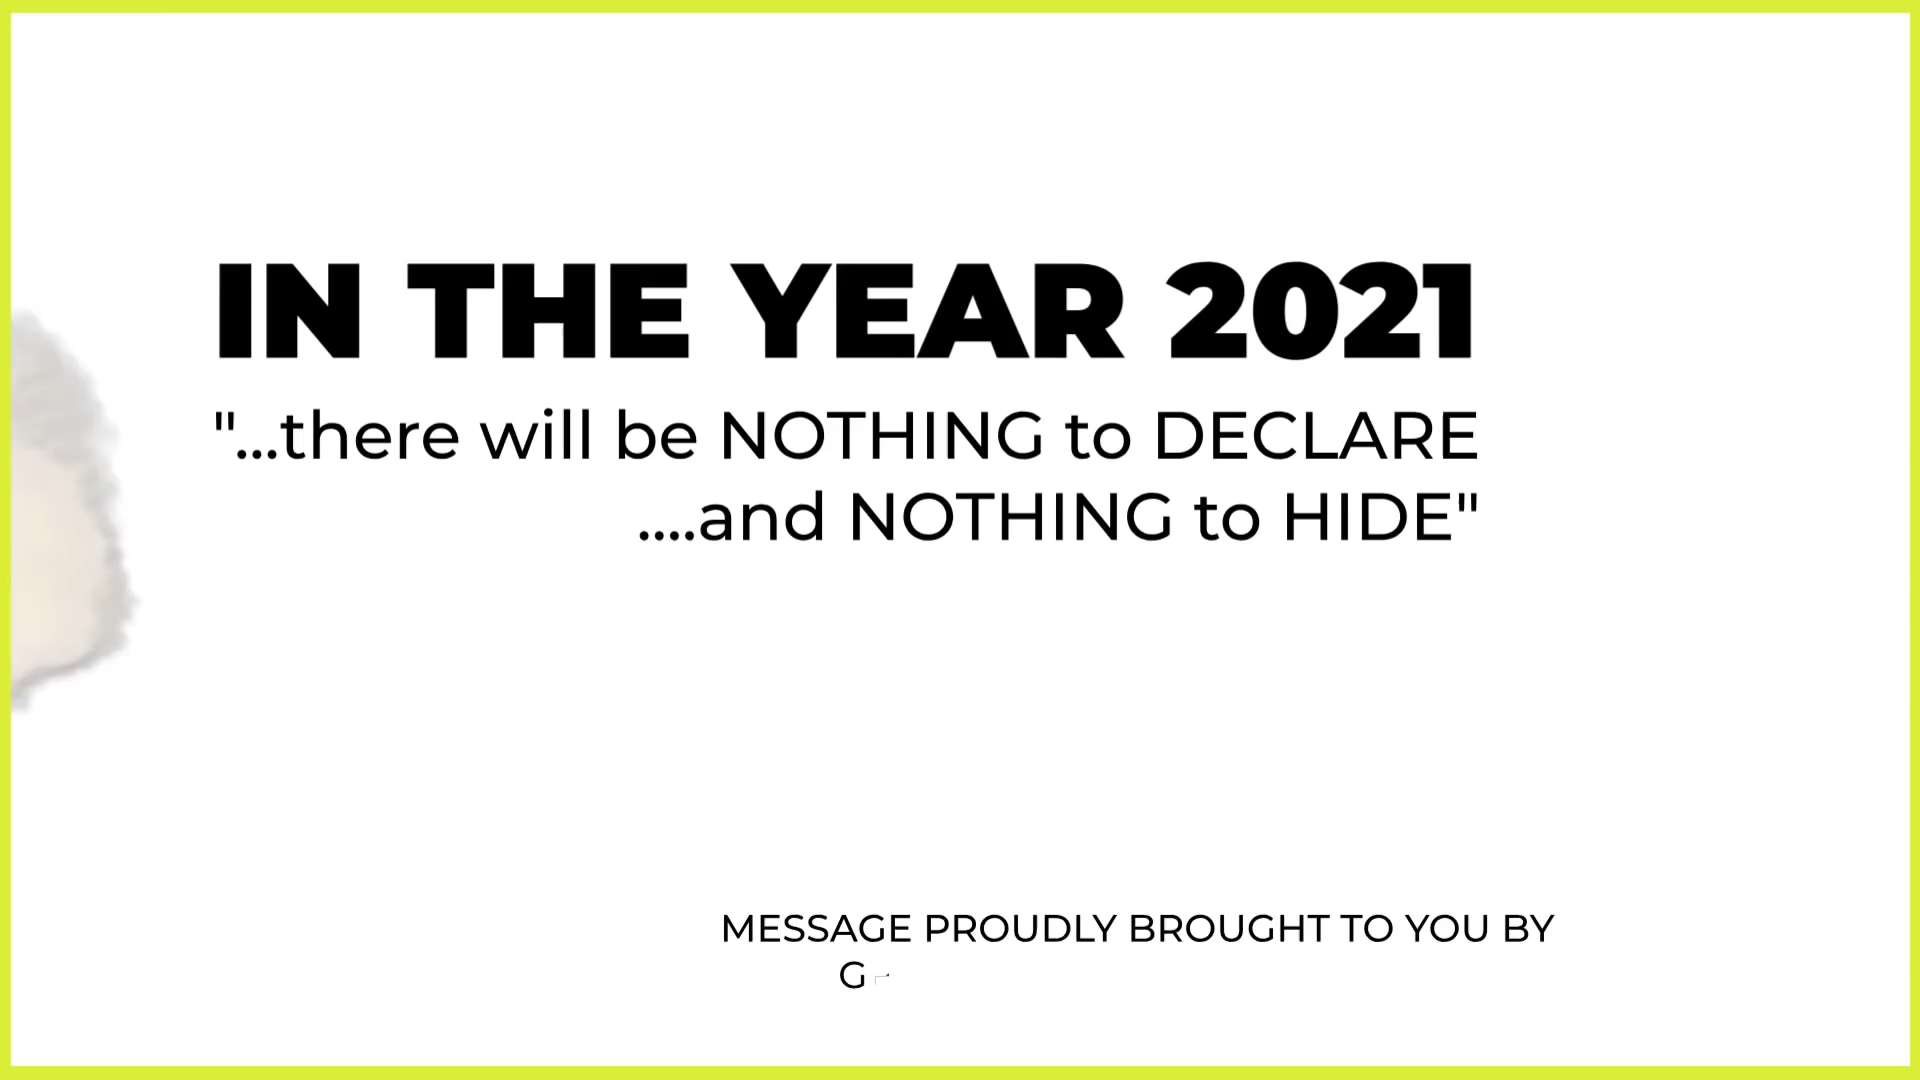 IN THE YEAR 2021
"...there will be NOTHING to DECLARE
....and NOTHING to HIDE"
MESSAGE PROUDLY BROUGHT TO YOU BY
G